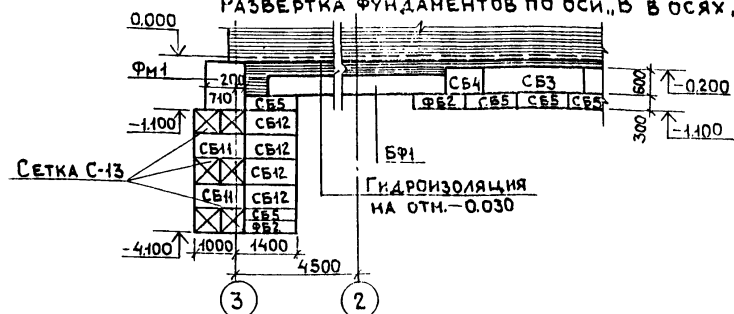 РАЗВЕРТКА ФУНДАМЕНТОВ ПО ОСИ „В В ОСЯХ „
0.000
Фм1
200
710
СБ4
СБ3
600
-0.200
СБ5
ФБ2
СБ5
СБ5
СБ5
300
-1.100
-1.100
СБ12
СБ11
СБ12
БФ1
СБ12
СЕТКА С-13
ГИДРОИЗОЛЯЦИЯ
НА ОТМ.-0.030
СБ11
СБ12
СБ5
ФБ2
-4.100
1000
1400
4500
3
2